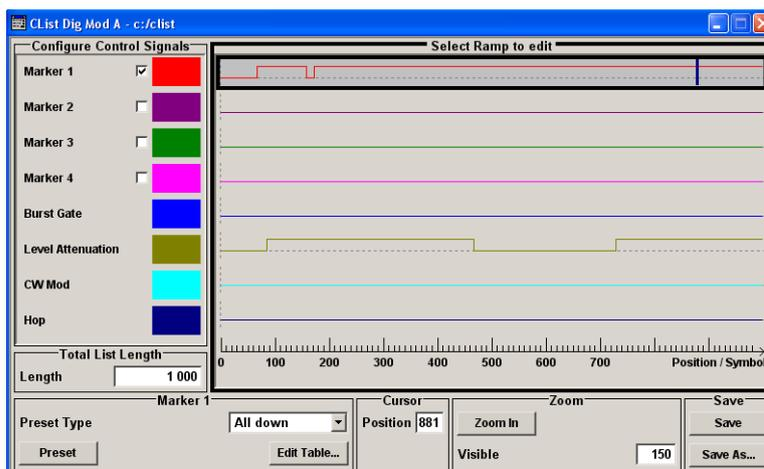 CList Dig Mod A - c:/clist
Configure Control Signals
Select Ramp to edit
Marker 1
Marker 2
Marker 3
Marker 4
Burst Gate
Level Attenuation
CW Mod
Hop
0 100 200 300 400 500 600 700 Position / Symbol
Total List Length
Length 1 000
Marker 1
Preset Type All down
Preset Edit Table...
Cursor
Position 881
Zoom
Zoom In
Visible 150
Save
Save
Save As...